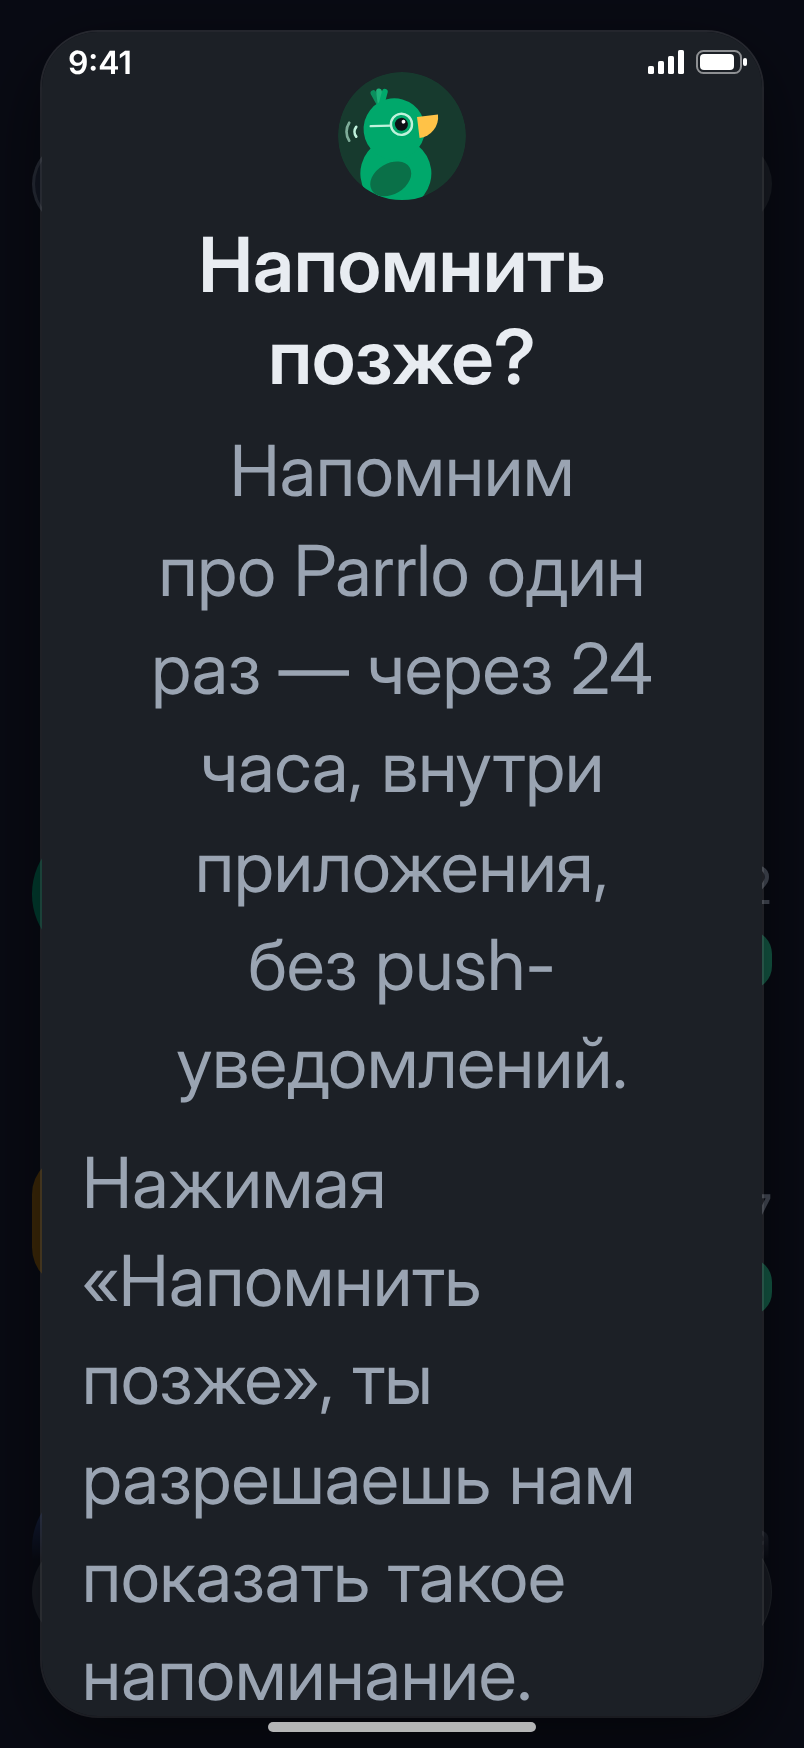 9:41
Напомнить
позже?
Напомним
про Parrlo один
раз — через 24
часа, внутри
приложения,
без push-
уведомлений.
Нажимая
«Напомнить
позже», ты
разрешаешь нам
показать такое
напоминание.